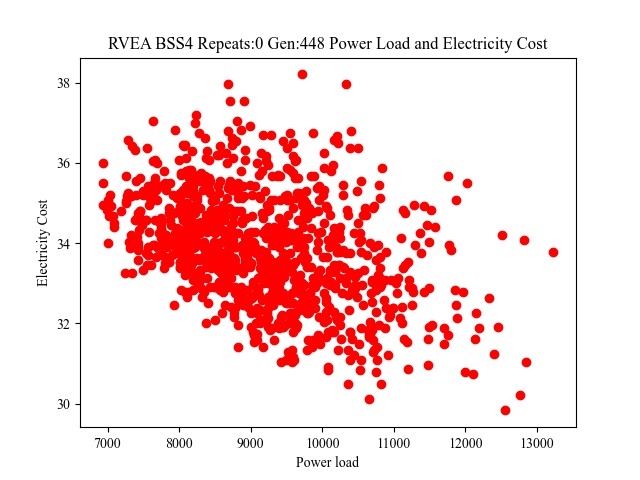 RVEA BSS4 Repeats:0 Gen:448 Power Load and Electricity Cost
38
36
34
32
30
Electricity Cost
7000 8000 9000 10000 11000 12000 13000
Power load